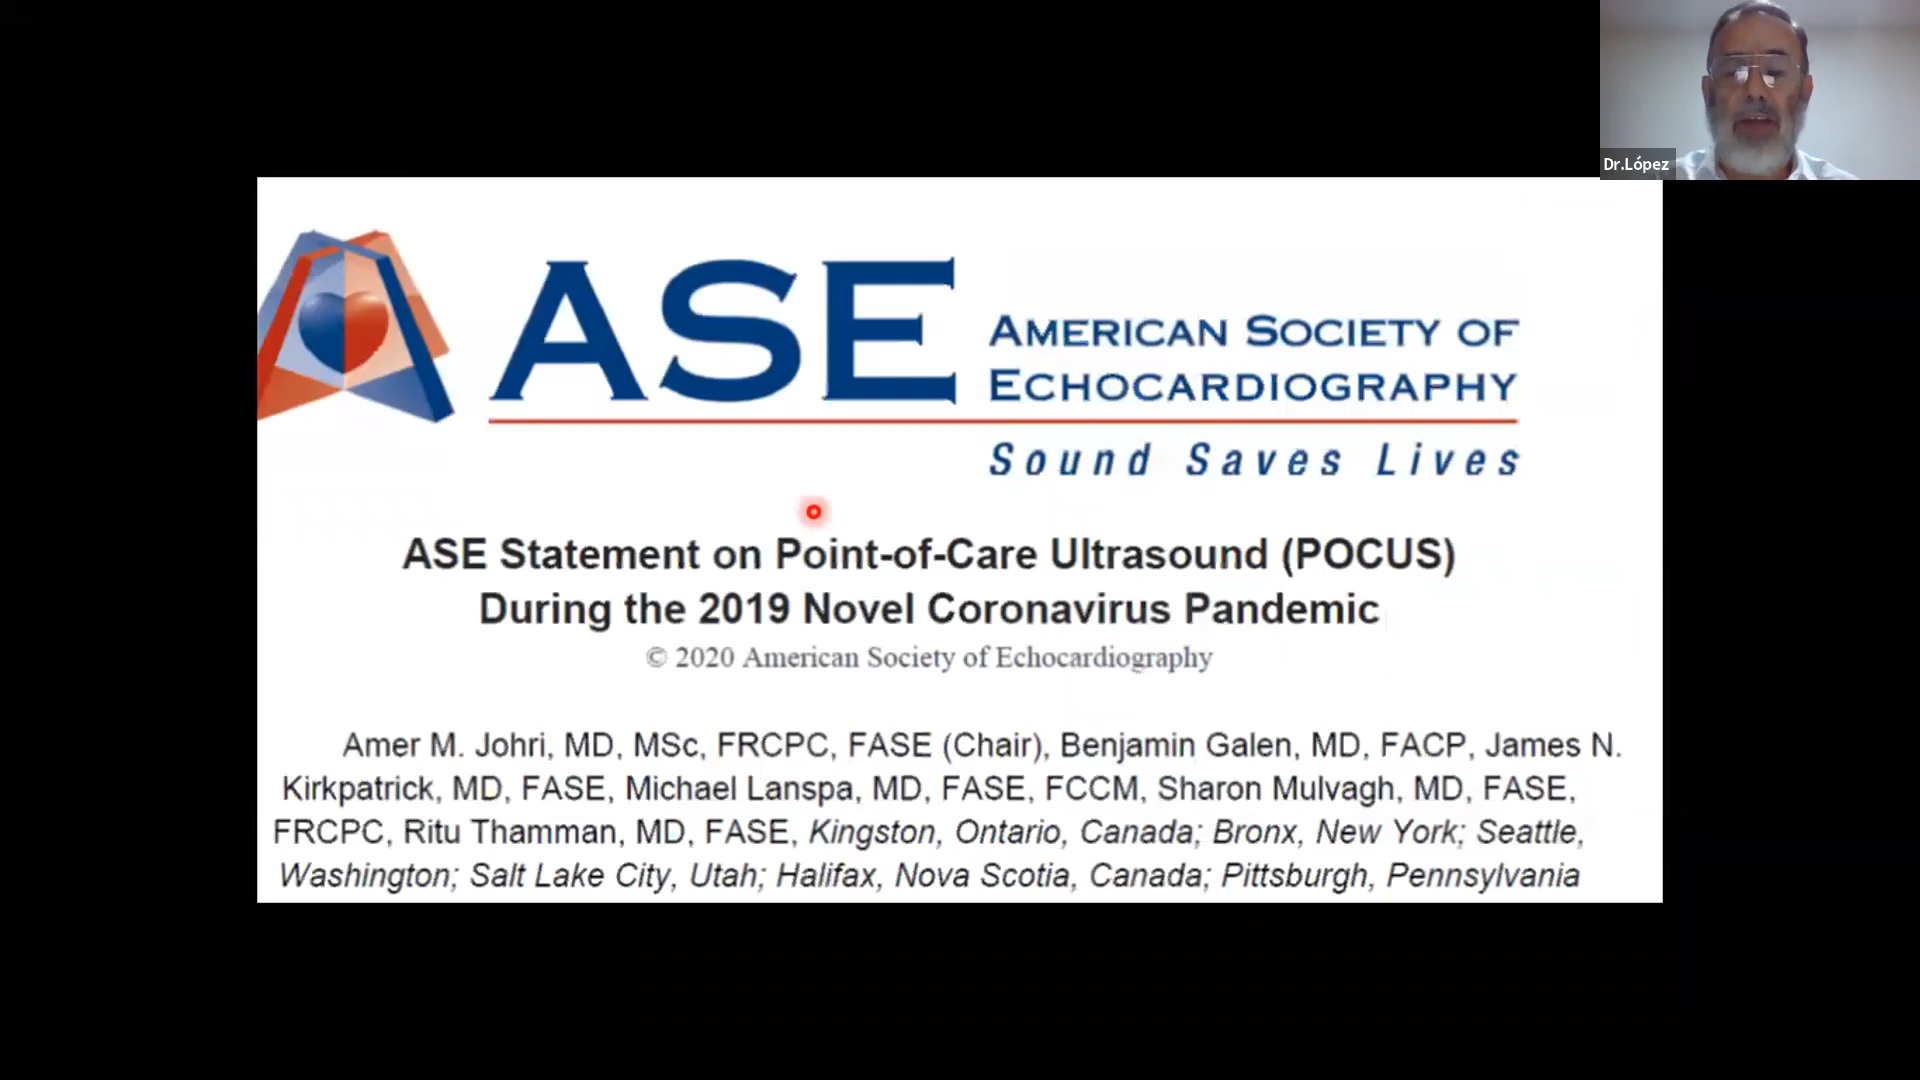 Dr.López
ASE
AMERICAN SOCIETY OF
ECHOCARDIOGRAPHY
Sound Saves Lives
ASE Statement on Point-of-Care Ultrasound (POCUS)
During the 2019 Novel Coronavirus Pandemic
© 2020 American Society of Echocardiography
Amer M. Johri, MD, MSc, FRCPC, FASE (Chair), Benjamin Galen, MD, FACP, James N.
Kirkpatrick, MD, FASE, Michael Lanspa, MD, FASE, FCCM, Sharon Mulvagh, MD, FASE,
FRCPC, Ritu Thamman, MD, FASE, Kingston, Ontario, Canada; Bronx, New York; Seattle,
Washington; Salt Lake City, Utah; Halifax, Nova Scotia, Canada; Pittsburgh, Pennsylvania